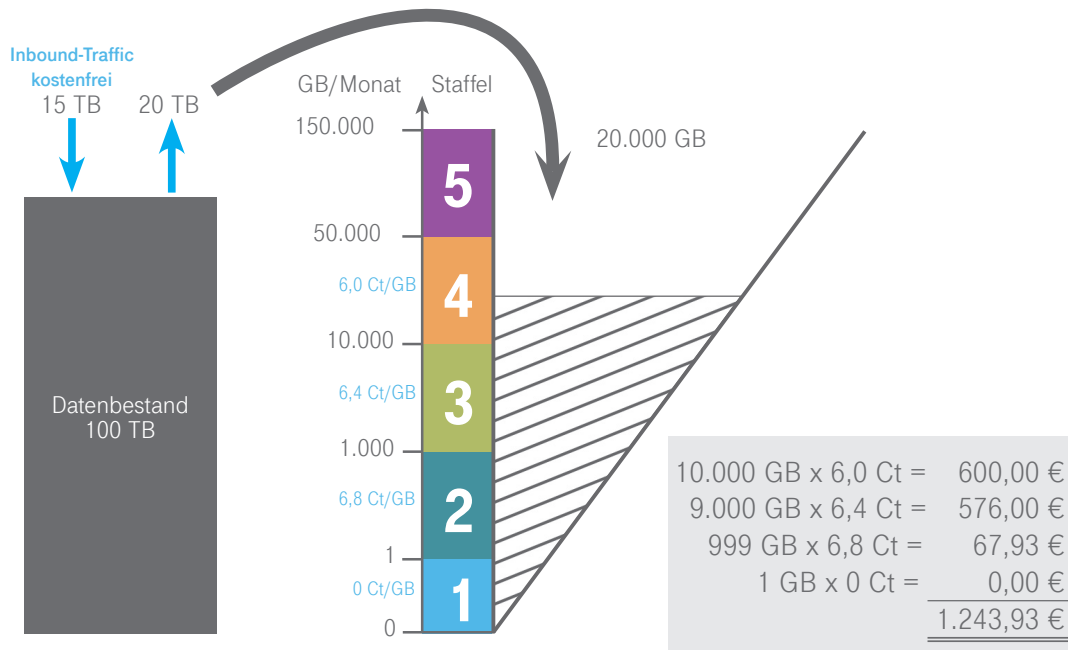 Inbound-Traffic
kostenfrei
15 TB 20 TB
Datenbestand
100 TB
GB/Monat Staffel
150.000
20.000 GB
5
50.000
6,0 Ct/GB
4
10.000
6,4 Ct/GB
3
1.000
6,8 Ct/GB
2
1
0 Ct/GB
1
0
10.000 GB x 6,0 Ct = 600,00 €
9.000 GB x 6,4 Ct = 576,00 €
999 GB x 6,8 Ct = 67,93 €
1 GB x 0 Ct = 0,00 €
1.243,93 €